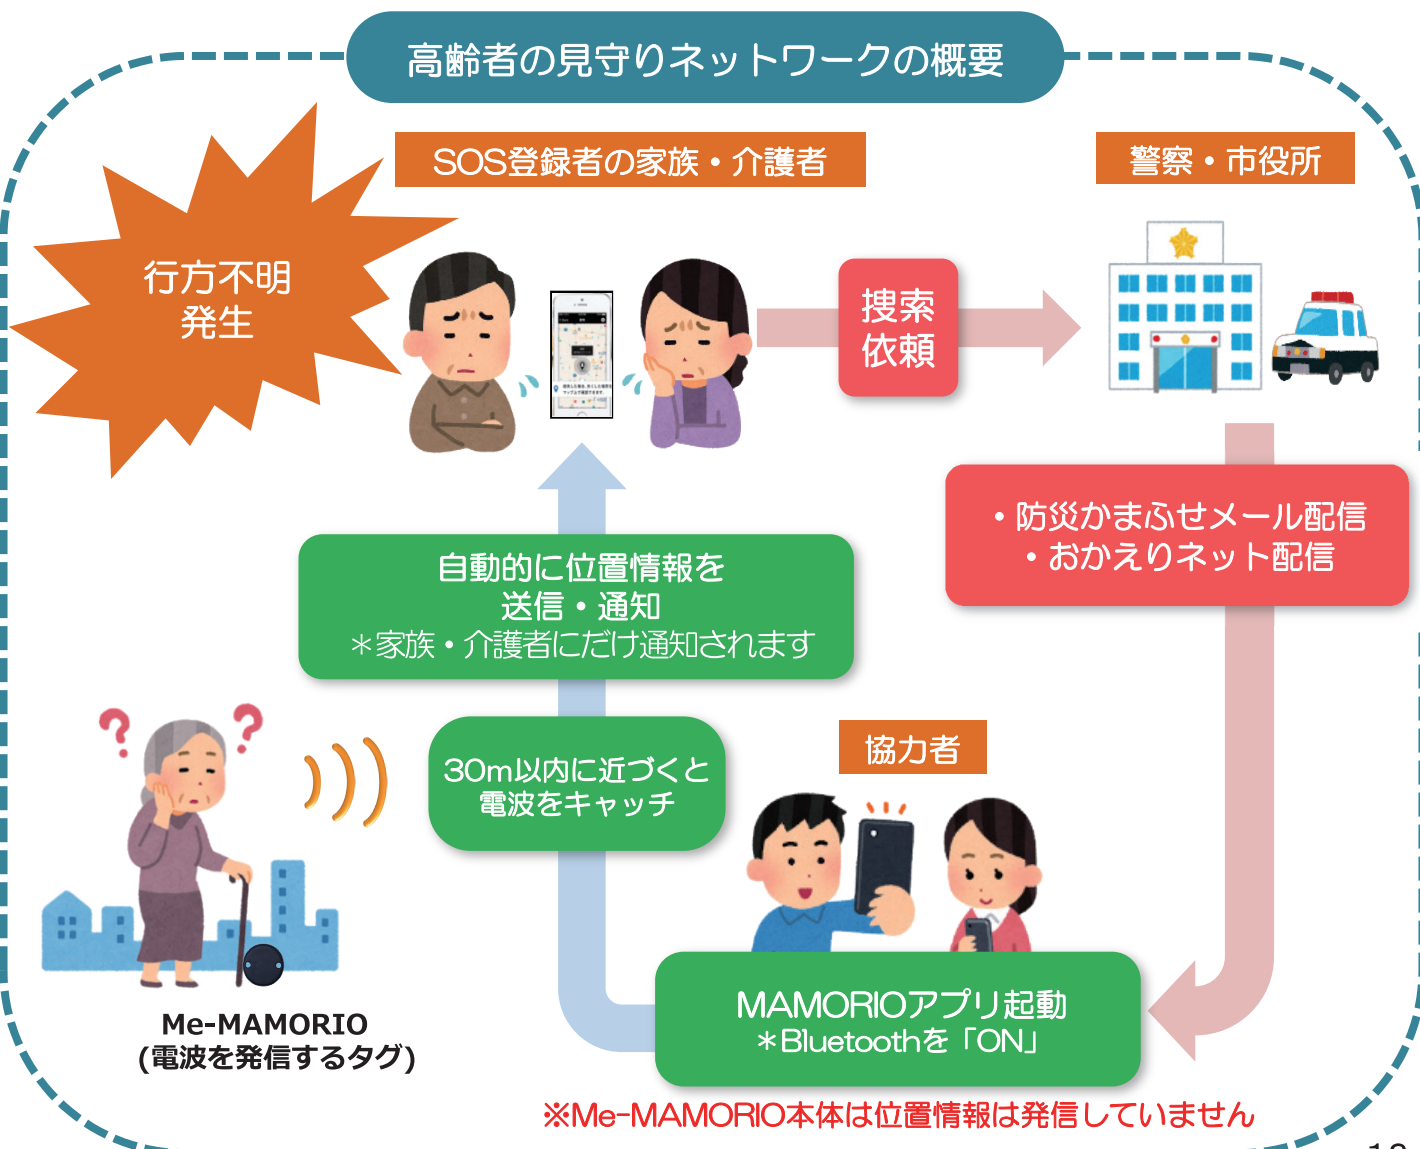 高齢者の見守りネットワークの概要
SOS登録者の家族・介護者
警察・市役所
行方不明
発生
捜索
依頼
・防災かまふせメール配信
・おかえりネット配信
自動的に位置情報を
送信・通知
＊家族・介護者にだけ通知されます
30m以内に近づくと
電波をキャッチ
協力者
MAMORIOアプリ起動
＊Bluetoothを「ON」
Me-MAMORIO
(電波を発信するタグ)
※Me-MAMORIO本体は位置情報は発信していません